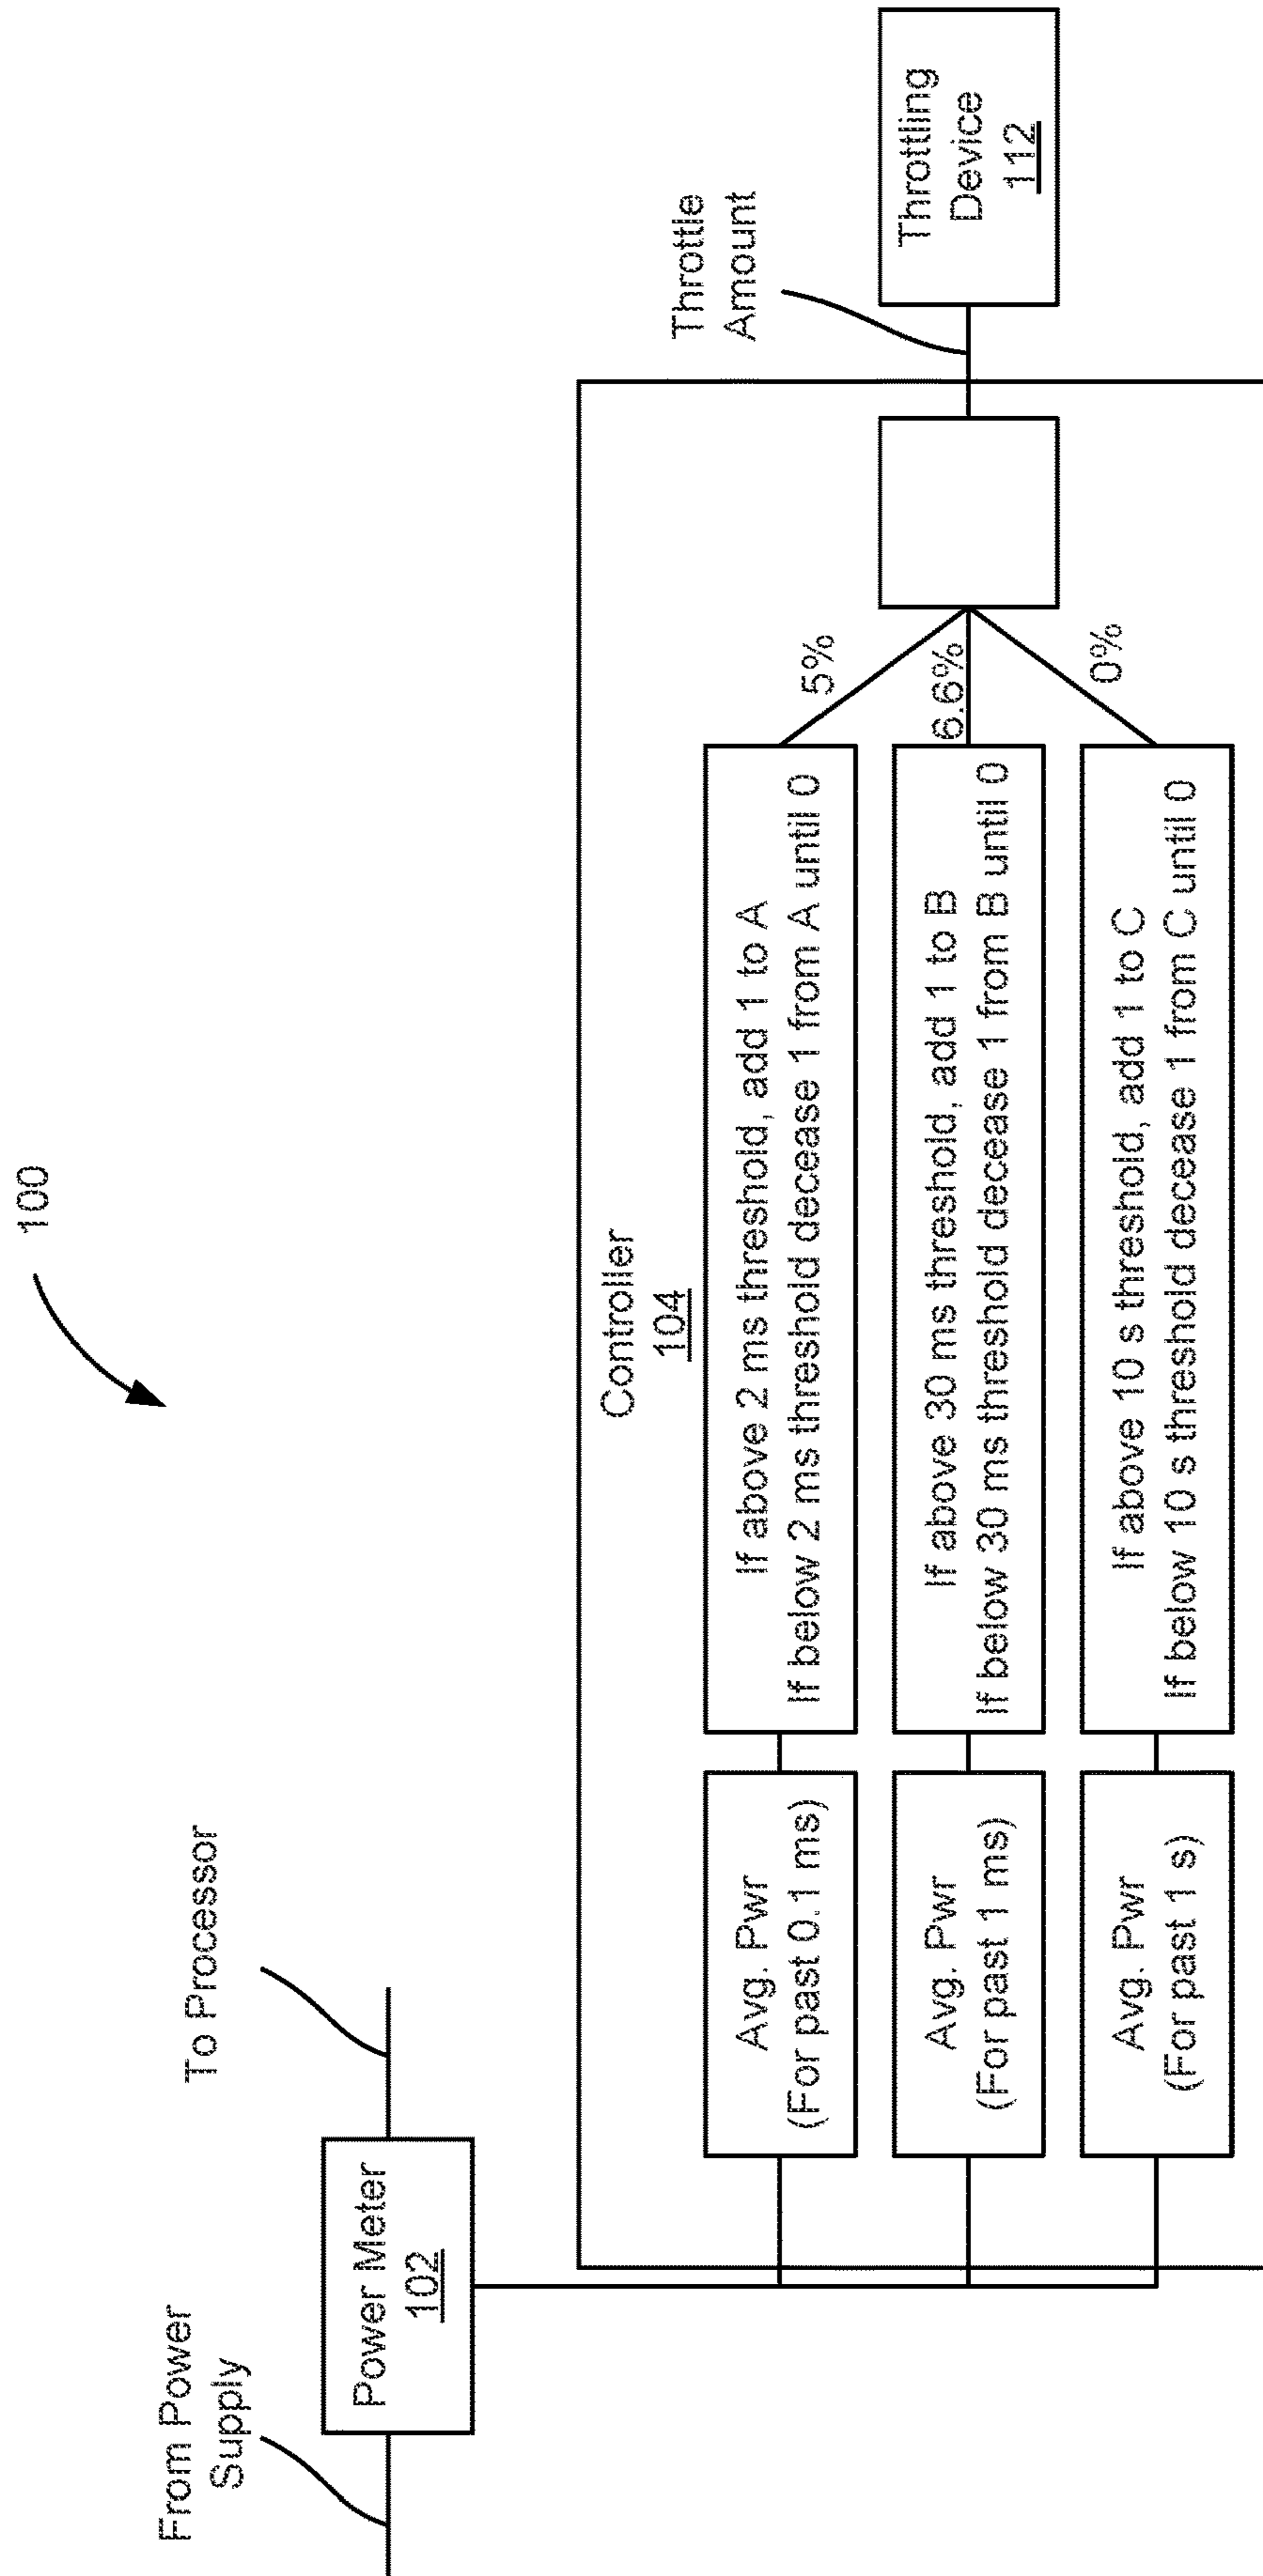 100
From Power
Supply
To Processor
Power Meter
102
Controller
104
Avg. Pwr
(For past 0.1 ms)
If above 2 ms threshold, add 1 to A
If below 2 ms threshold decease 1 from A until 0
5%
Avg. Pwr
(For past 1 ms)
If above 30 ms threshold, add 1 to B
If below 30 ms threshold decease 1 from B until 0
6.6%
Avg. Pwr
(For past 1 s)
If above 10 s threshold, add 1 to C
If below 10 s threshold decease 1 from C until 0
0%
Throttle
Amount
Throttling
Device
112